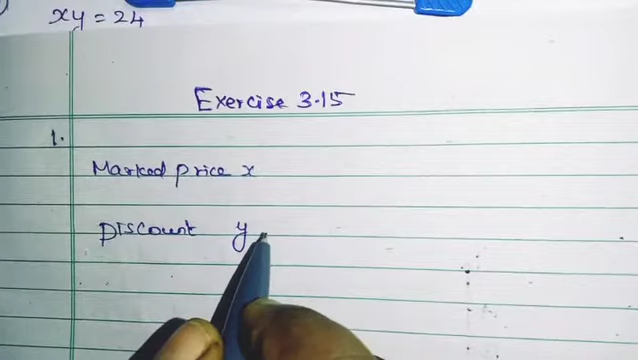 xy = 24
Exercise 3.15
1.
Marked price x
Discount y